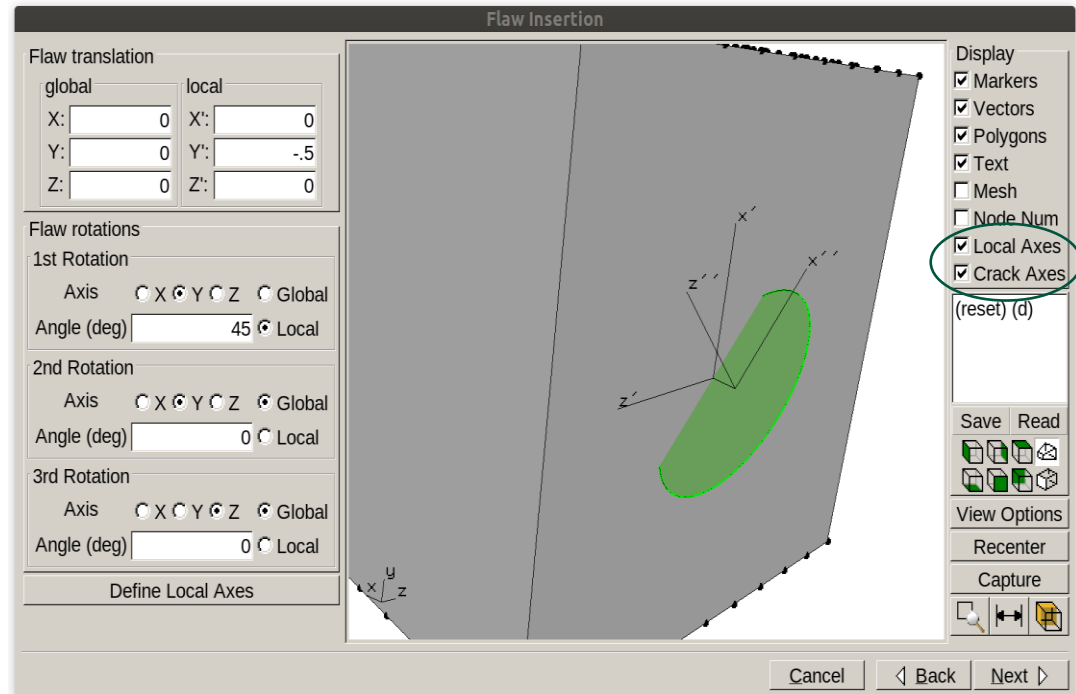 Flaw Insertion
Flaw translation
global
local
X: 0 X': 0
Y: 0 Y': -.5
Z: 0 Z': 0
Flaw rotations
1st Rotation
Axis X Y Z Global
Angle (deg) 45 Local
2nd Rotation
Axis X Y Z Global
Angle (deg) 0 Local
3rd Rotation
Axis X Y Z Global
Angle (deg) 0 Local
Define Local Axes
x′
x′′
z′′
z′
y
x z
Display
Markers
Vectors
Polygons
Text
Mesh
Node Num
Local Axes
Crack Axes
(reset) (d)
Save Read
View Options
Recenter
Capture
Cancel Back Next